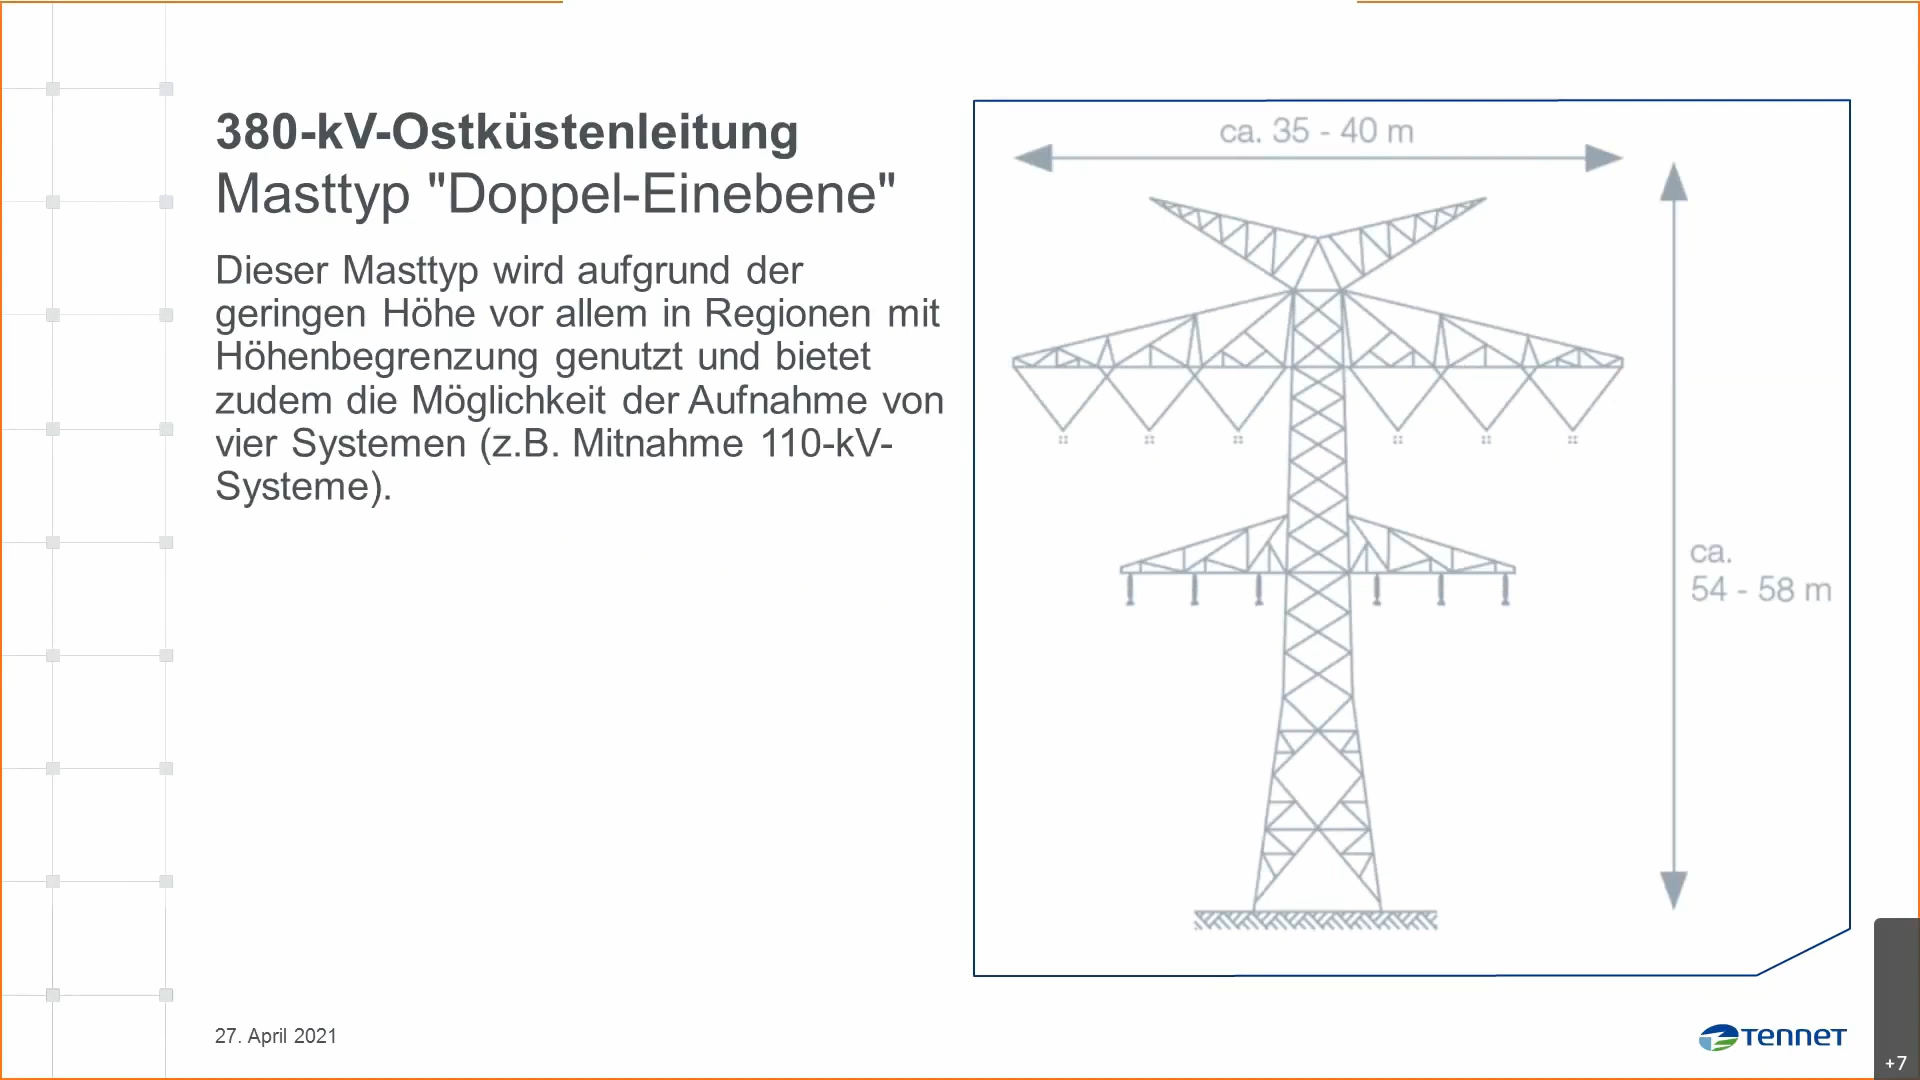 380-kV-Ostküstenleitung
Masttyp "Doppel-Einebene"
Dieser Masttyp wird aufgrund der
geringen Höhe vor allem in Regionen mit
Höhenbegrenzung genutzt und bietet
zudem die Möglichkeit der Aufnahme von
vier Systemen (z.B. Mitnahme 110-kV-
Systeme).
ca. 35 - 40 m
ca.
54 - 58 m
27. April 2021
TENNET
+7